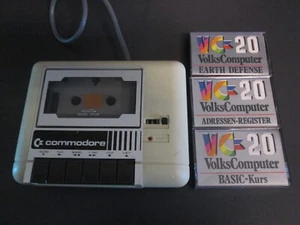 commodore
VC-20
VolksComputer
EARTH DEFENSE
VC-20
VolksComputer
ADRESSEN-REGISTER
VC-20
VolksComputer
BASIC-Kurs